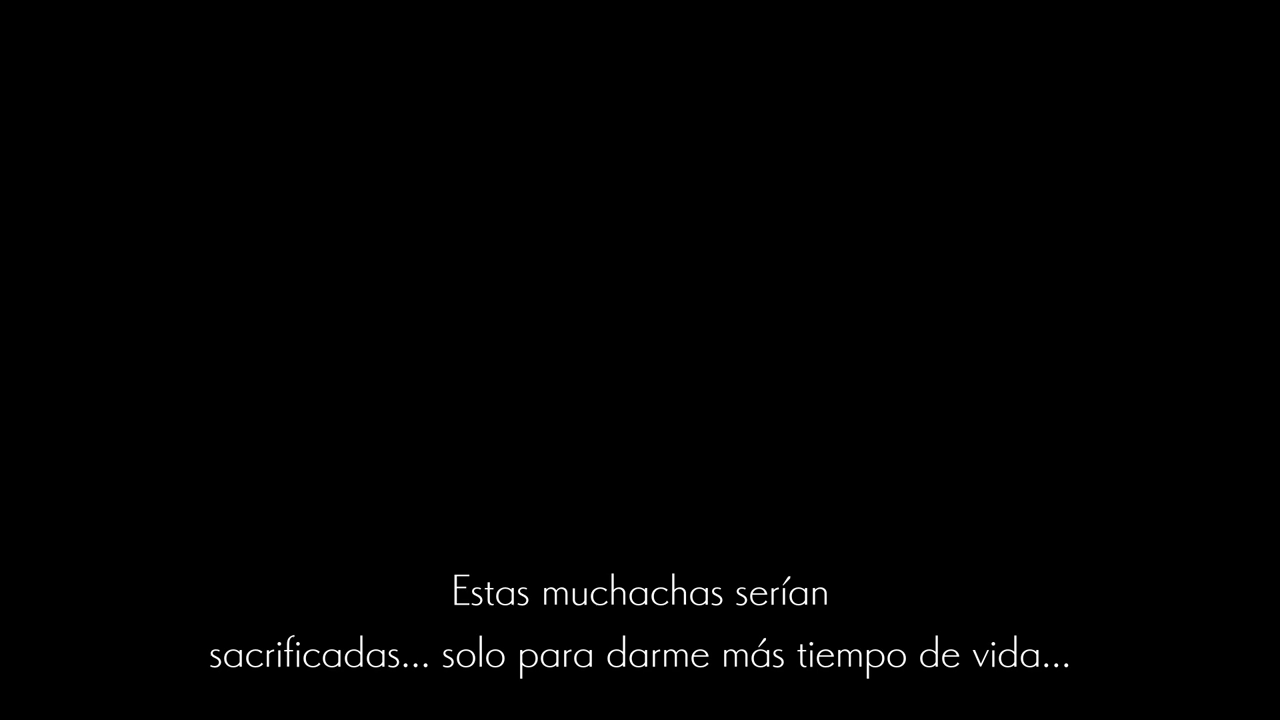 Estas muchachas serían
sacrificadas... solo para darme más tiempo de vida...